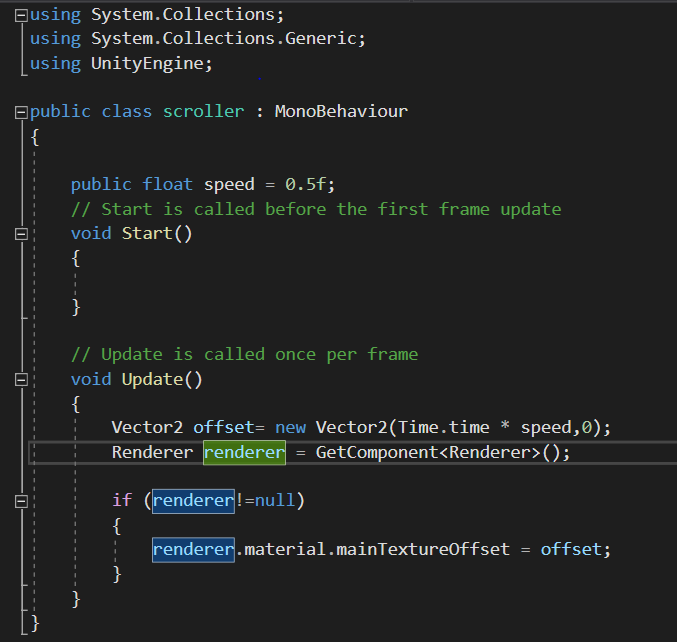 using System.Collections;
using System.Collections.Generic;
using UnityEngine;
public class scroller : MonoBehaviour
{
public float speed = 0.5f;
// Start is called before the first frame update
void Start()
{
}
// Update is called once per frame
void Update()
{
Vector2 offset= new Vector2(Time.time * speed,0);
Renderer renderer = GetComponent<Renderer>();
if (renderer!=null)
{
renderer.material.mainTextureOffset = offset;
}
}
}